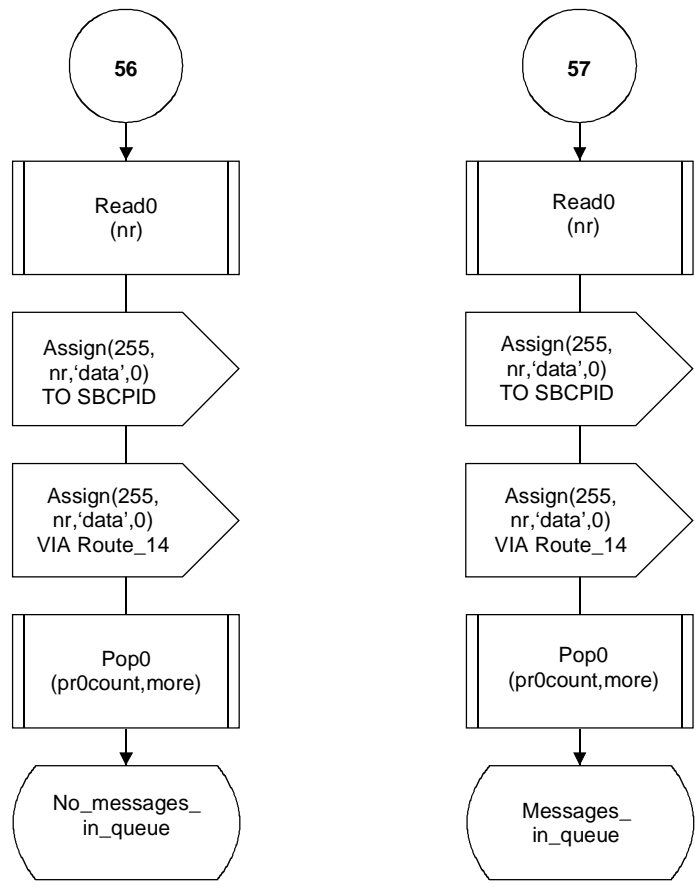 56
Read0
(nr)
Assign(255,
nr,‘data’,0)
TO SBCPID
Assign(255,
nr,‘data’,0)
VIA Route_14
Pop0
(pr0count,more)
No_messages_
in_queue
57
Read0
(nr)
Assign(255,
nr,‘data’,0)
TO SBCPID
Assign(255,
nr,‘data’,0)
VIA Route_14
Pop0
(pr0count,more)
Messages_
in_queue